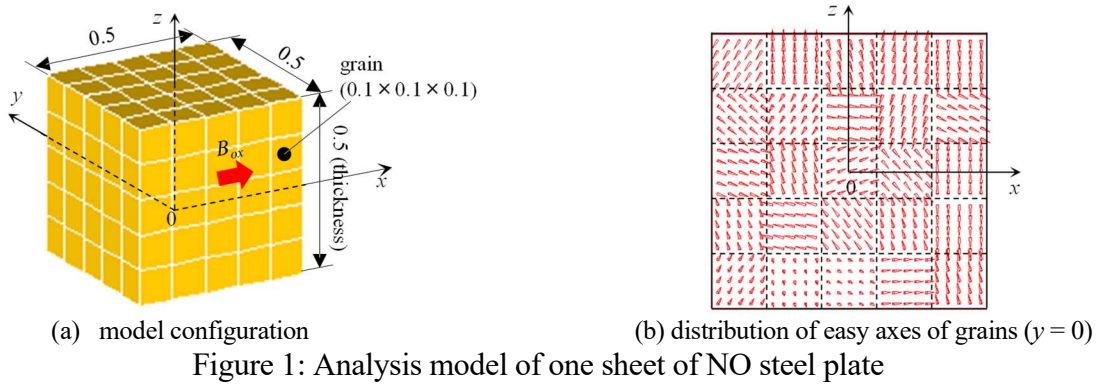 z
0.5
0.5
grain
(0.1 × 0.1 × 0.1)
y
Box
0.5 (thickness)
x
0
z
0
x
(a) model configuration
(b) distribution of easy axes of grains (y = 0)
Figure 1: Analysis model of one sheet of NO steel plate